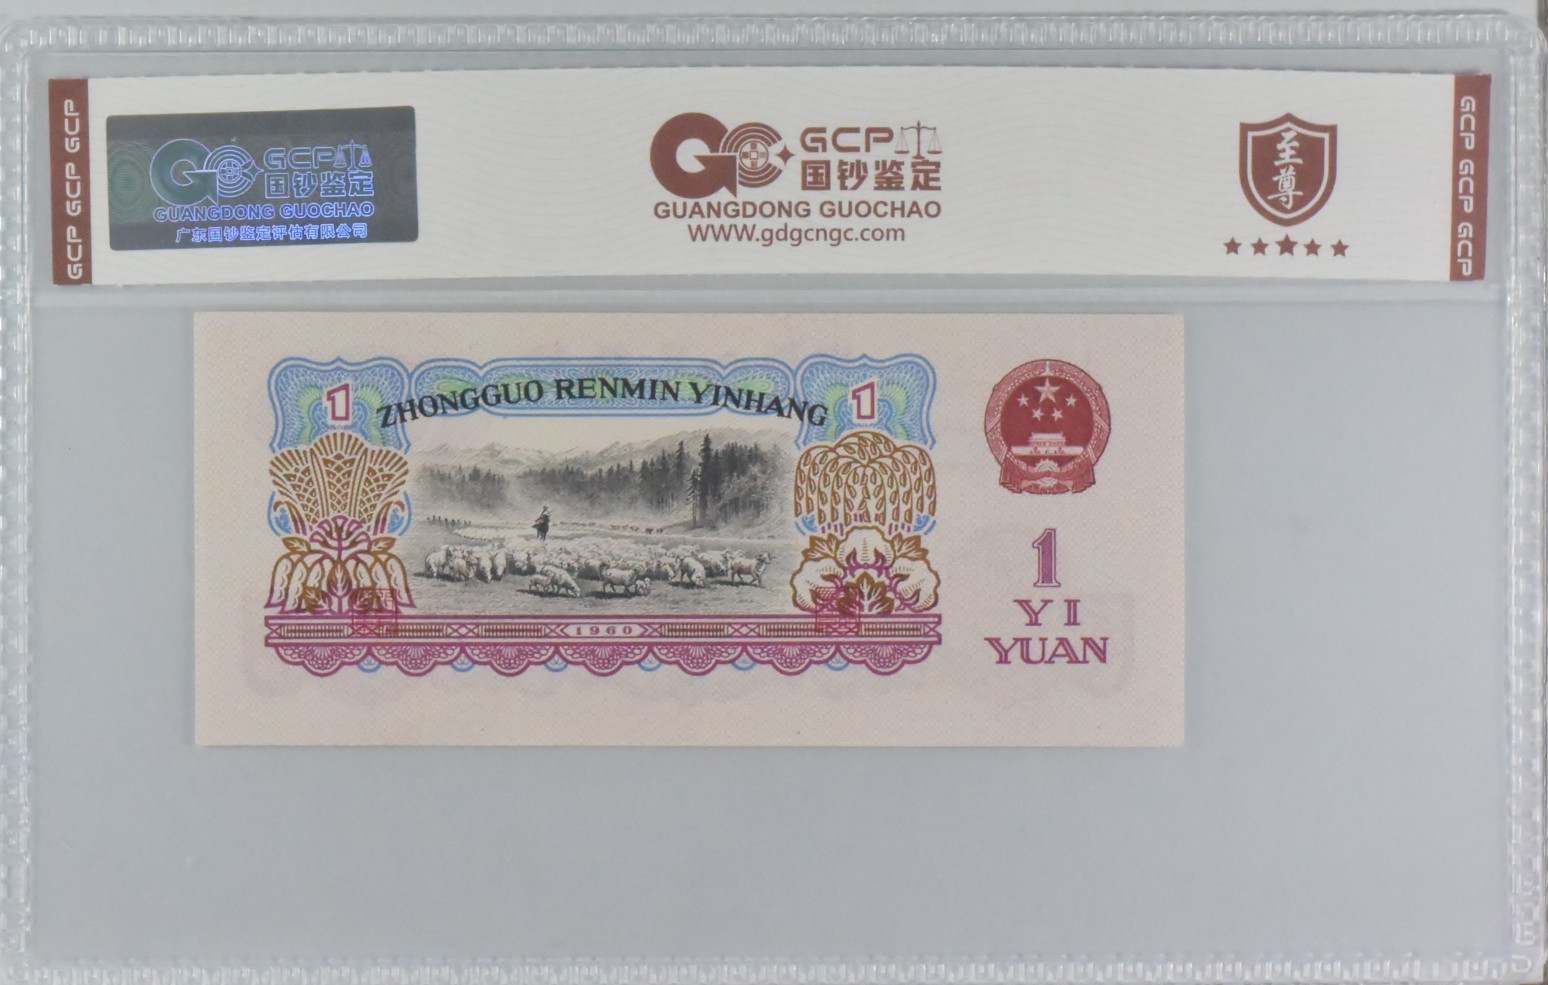 GCP GCP GCP
GCP 国钞鉴定
GUANGDONG GUOCHAO
广东国钞鉴定评估有限公司
GCP
国钞鉴定
GUANGDONG GUOCHAO
WWW.gdgcngc.com
至尊
GCP GCP GCP
1
ZHONGGUO RENMIN YINHANG
1
1960
1
YI
YUAN